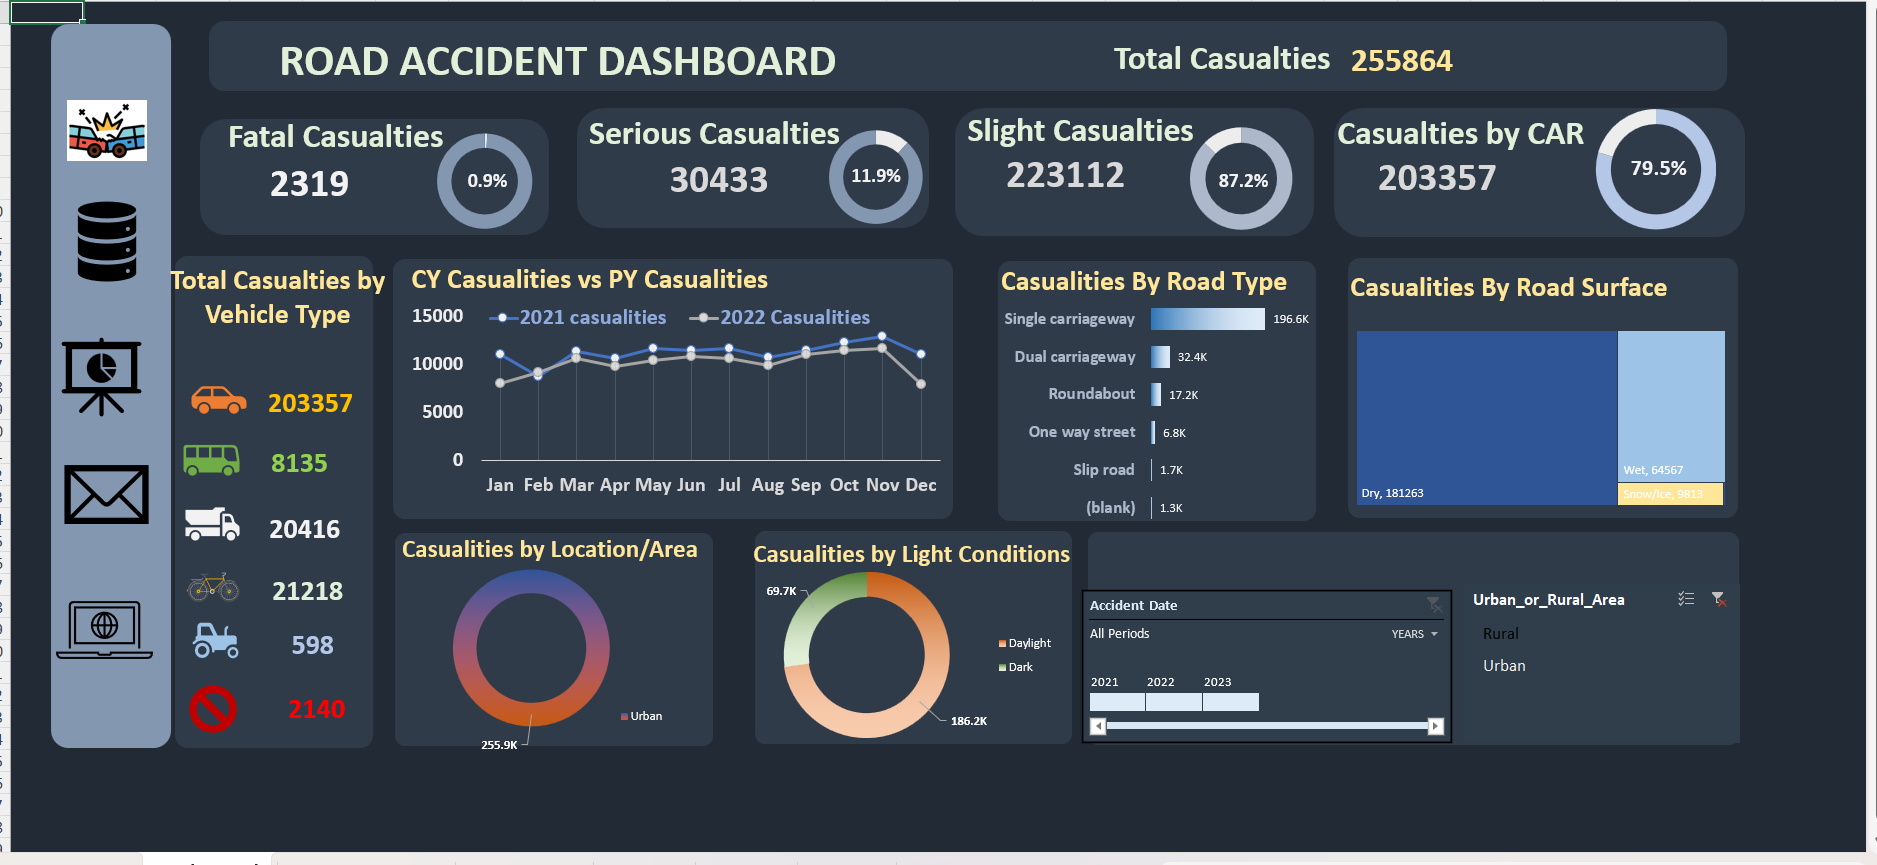 ROAD ACCIDENT DASHBOARD
Total Casualties 255864
Fatal Casualties
2319
0.9%
Serious Casualties
30433
11.9%
Slight Casualties
223112
87.2%
Casualties by CAR
203357
79.5%
Total Casualties by
Vehicle Type
203357
8135
20416
21218
598
2140
CY Casualities vs PY Casualities
2021 casualities
2022 Casualities
15000
10000
5000
0
Jan Feb Mar Apr May Jun Jul Aug Sep Oct Nov Dec
Casualities By Road Type
Single carriageway 196.6K
Dual carriageway 32.4K
Roundabout 17.2K
One way street 6.8K
Slip road 1.7K
(blank) 1.3K
Casualities By Road Surface
Dry, 181263
Wet, 64567
Snow/Ice, 9813
Casualities by Location/Area
Urban
255.9K
Casualities by Light Conditions
69.7K
Daylight
Dark
186.2K
Accident Date
All Periods
YEARS
2021 2022 2023
Urban_or_Rural_Area
Rural
Urban